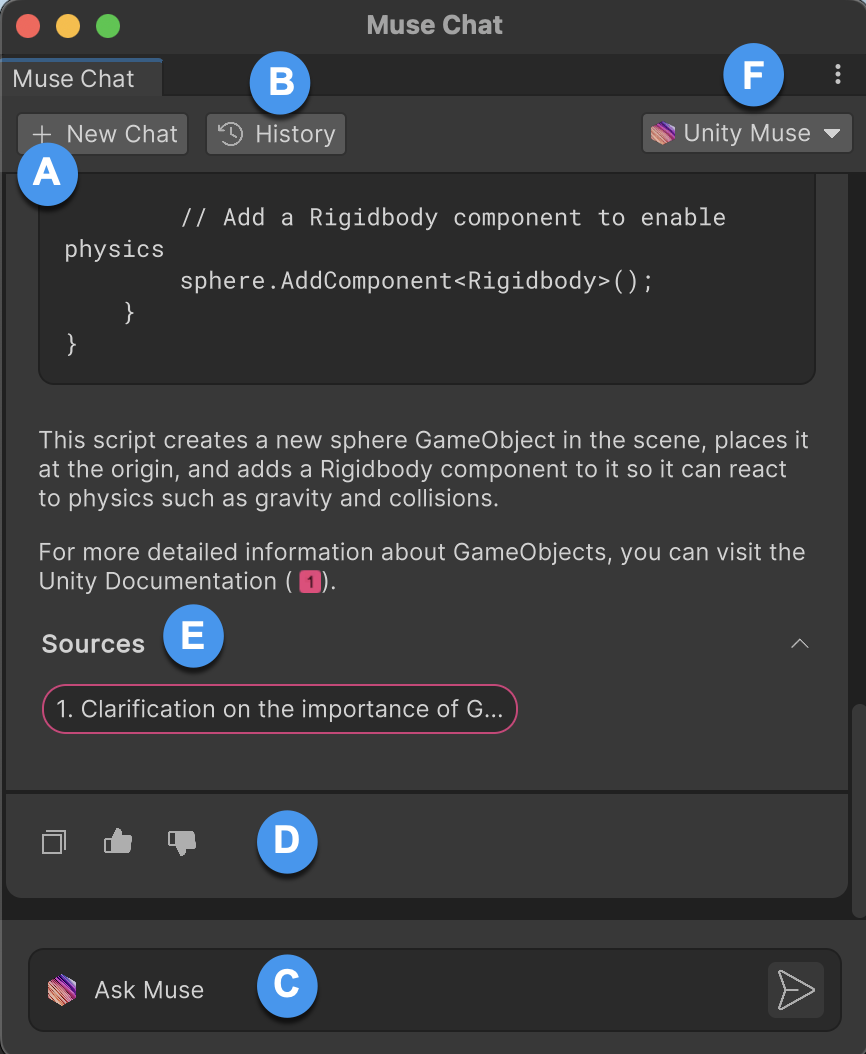 Muse Chat
Muse Chat
B
F
+ New Chat
History
Unity Muse
A
// Add a Rigidbody component to enable
physics
sphere.AddComponent<Rigidbody>();
}
}
This script creates a new sphere GameObject in the scene, places it
at the origin, and adds a Rigidbody component to it so it can react
to physics such as gravity and collisions.
For more detailed information about GameObjects, you can visit the
Unity Documentation ( 1).
Sources
E
1. Clarification on the importance of G...
D
Ask Muse
C